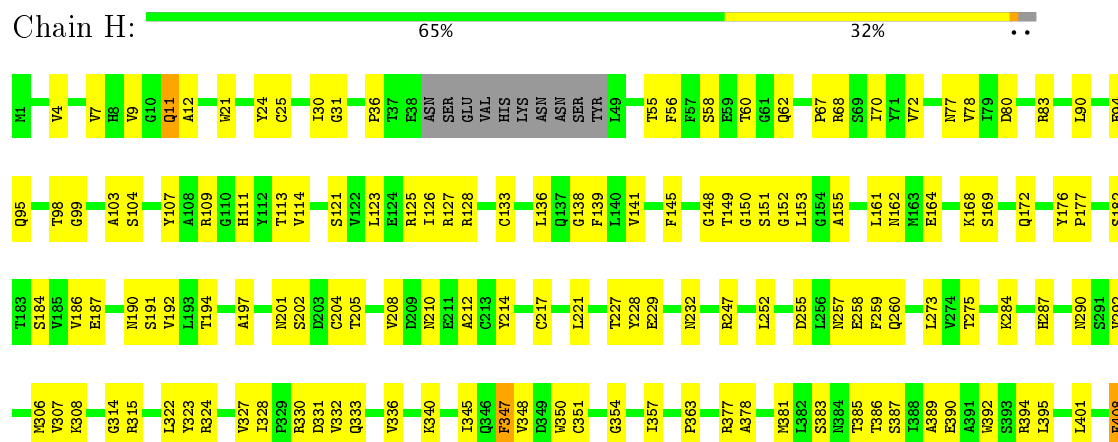 Chain H:
65% 32% ..
M1 V4 V7 H8 V9 G10 Q11 A12 W21 Y24 C25 I30 G31 P36 T37 E38 ASN SER GLU VAL HIS LYS ASN ASN SER TYR L49 T55 F56 F57 S58 E59 T60 G61 Q62 P67 R68 S69 I70 Y71 V72 N77 V78 I79 D80 R83 L90
Q95 T98 G99 A103 S104 Y107 A108 R109 G110 H111 Y112 T113 V114 S121 V122 L123 E124 R125 I126 R127 R128 C133 L136 Q137 G138 F139 L140 V141 F145 G148 T149 G150 S151 G152 L153 G154 A155 L161 N162 M163 E164 K168 S169 Q172 Y176 P177 S182
T183 S184 V185 V186 E187 N190 S191 V192 L193 T194 A197 N201 S202 D203 C204 T205 V208 D209 N210 E211 A212 C213 Y214 C217 L221 T227 Y228 E229 N232 R247 L252 D255 L256 N257 E258 F259 Q260 L273 V274 T275 K284 H287 N290 S291
M306 V307 K308 G314 R315 L322 Y323 R324 V327 I328 P329 R330 D331 V332 Q333 V336 K340 I345 Q346 F347 V348 D349 W350 C351 G354 I357 P363 R377 A378 M381 L382 S383 N384 T385 T386 S387 I388 A389 E390 A391 W392 S393 R394 L395 L401